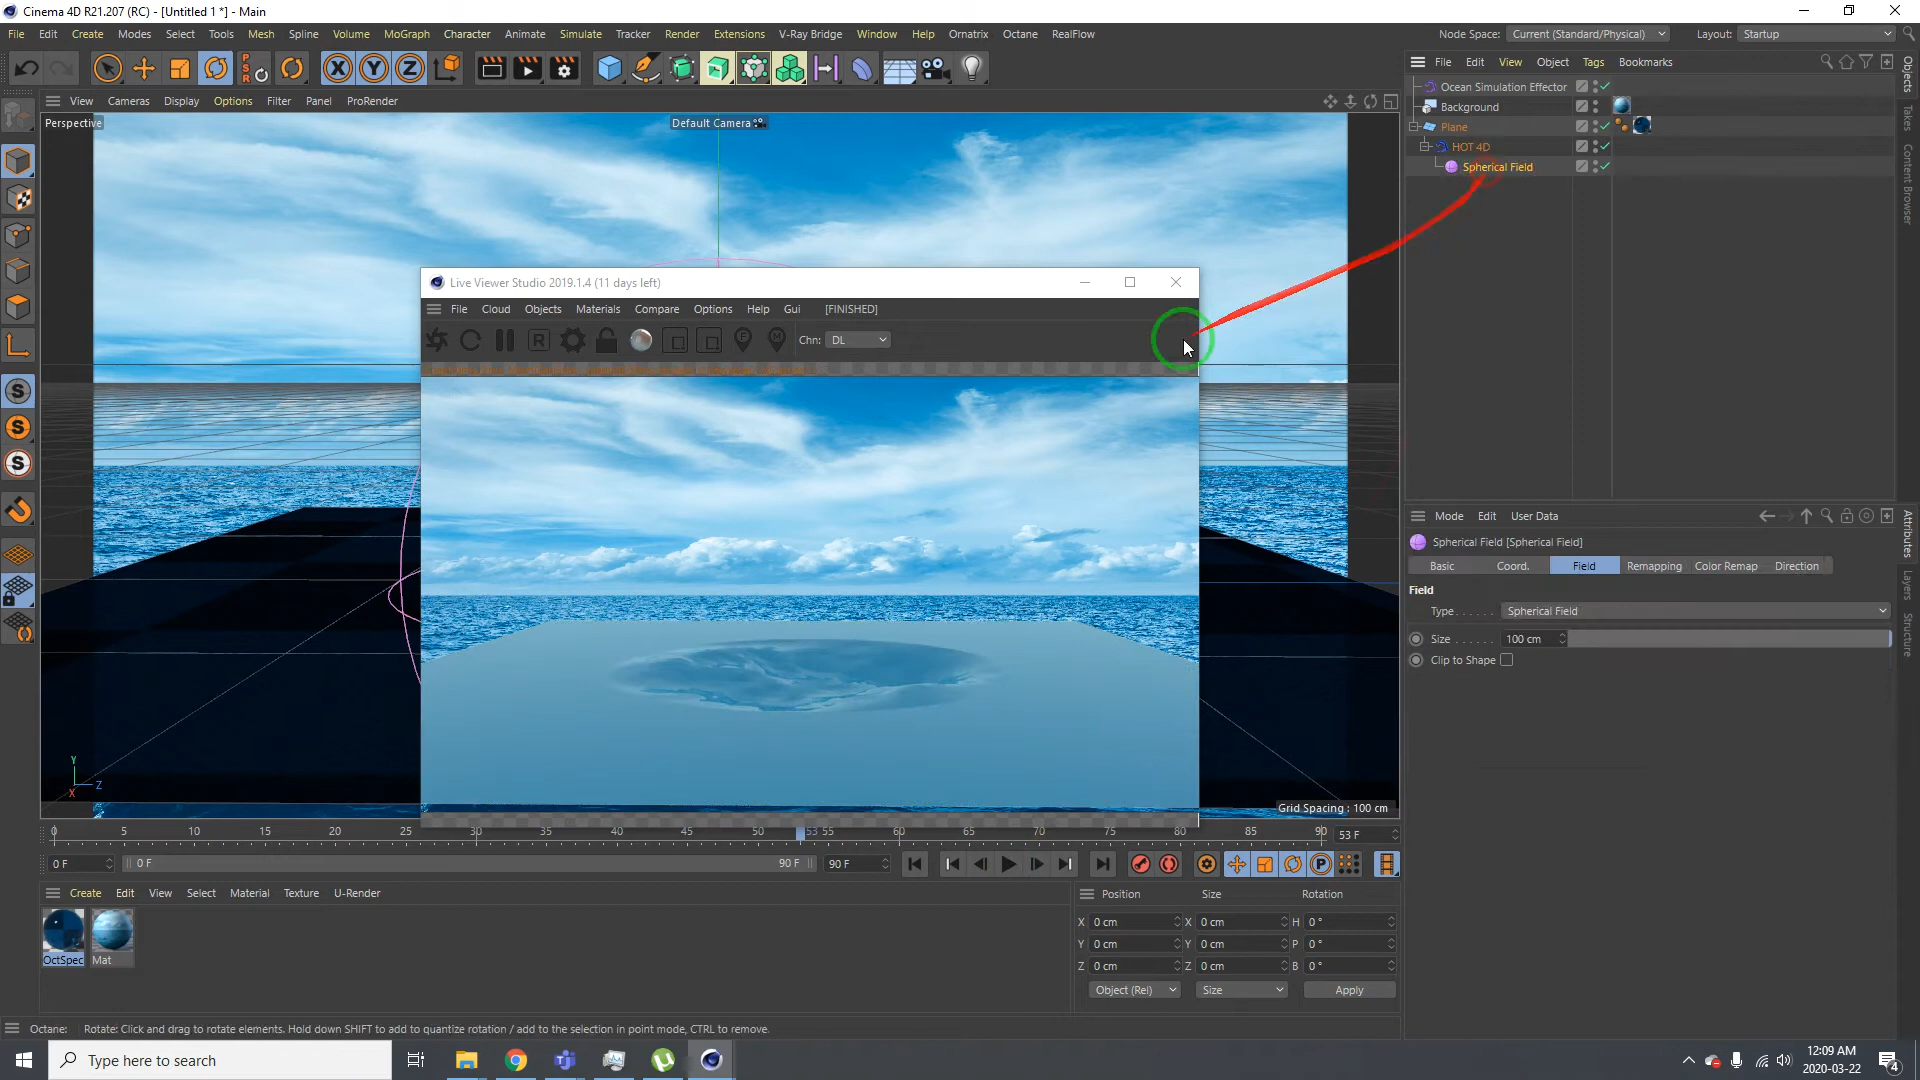 Cinema 4D R21.207 (RC) - [Untitled 1 *] - Main
File Edit Create Modes Select Tools Mesh Spline Volume MoGraph Character Animate Simulate Tracker Render Extensions V-Ray Bridge Window Help Ornatrix Octane RealFlow
Node Space: Current (Standard/Physical) Layout: Startup
X Y Z
PSR
View Cameras Display Options Filter Panel ProRender
Perspective
Default Camera
File Edit View Object Tags Bookmarks
Ocean Simulation Effector
Background
Plane
HOT 4D
Spherical Field
Objects
Takes
Content Browser
Live Viewer Studio 2019.1.4 (11 days left)
File Cloud Objects Materials Compare Options Help Gui [FINISHED]
R F M Chn: DL
S
S
S
Mode Edit User Data
Spherical Field [Spherical Field]
Basic Coord. Field Remapping Color Remap Direction
Field
Type . . . . . . Spherical Field
Size . . . . . . 100 cm
Clip to Shape
Attributes
Layers
Structure
Y
Z
X
Grid Spacing : 100 cm
0 5 10 15 20 25 30 35 40 45 50 53 55 60 65 70 75 80 85 90 53 F
0 F 0 F 90 F 90 F
P
Create Edit View Select Material Texture U-Render
OctSpec Mat
Position Size Rotation
X 0 cm X 0 cm H 0 °
Y 0 cm Y 0 cm P 0 °
Z 0 cm Z 0 cm B 0 °
Object (Rel) Size Apply
Octane: Rotate: Click and drag to rotate elements. Hold down SHIFT to add to quantize rotation / add to the selection in point mode, CTRL to remove.
Type here to search
12:09 AM
2020-03-22
4